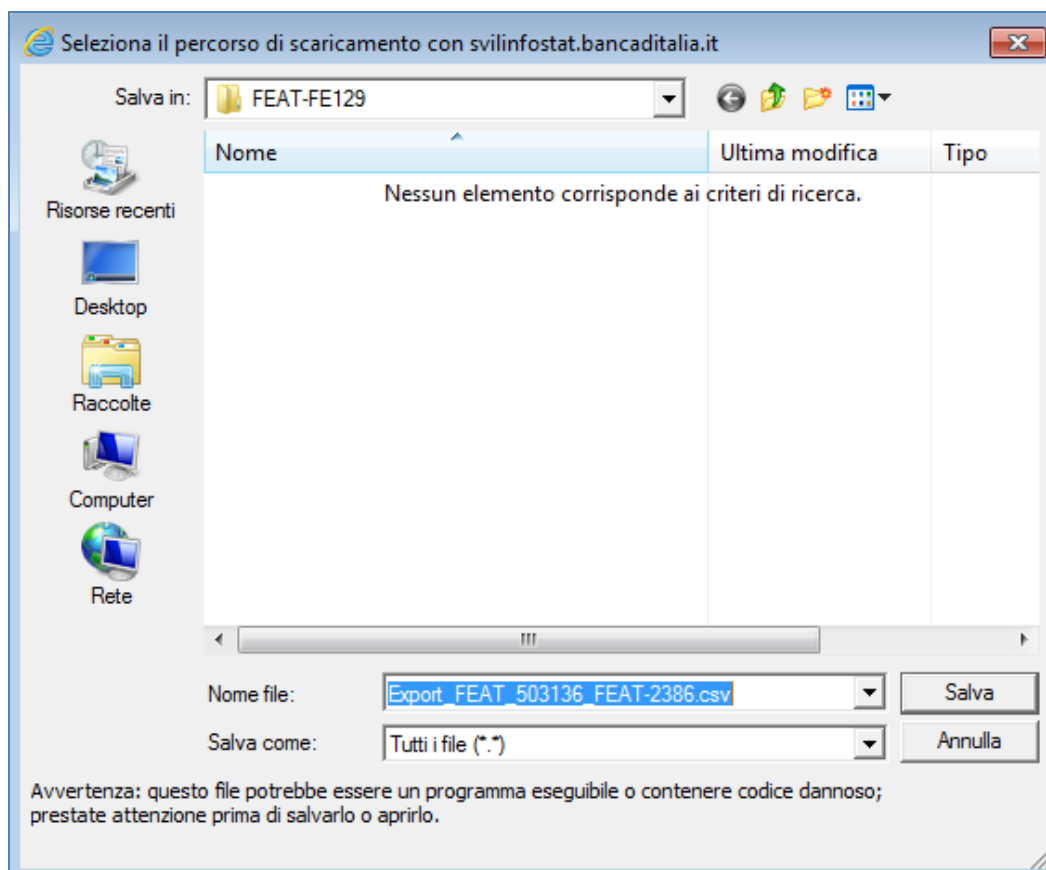 Seleziona il percorso di scaricamento con svilinfostat.bancaditalia.it
Salva in:
FEAT-FE129
Nome
Ultima modifica
Tipo
Nessun elemento corrisponde ai criteri di ricerca.
Risorse recenti
Desktop
Raccolte
Computer
Rete
Nome file:
Export_FEAT_503136_FEAT-2386.csv
Salva
Salva come:
Tutti i file (*.*)
Annulla
Avvertenza: questo file potrebbe essere un programma eseguibile o contenere codice dannoso;
prestate attenzione prima di salvarlo o aprirlo.